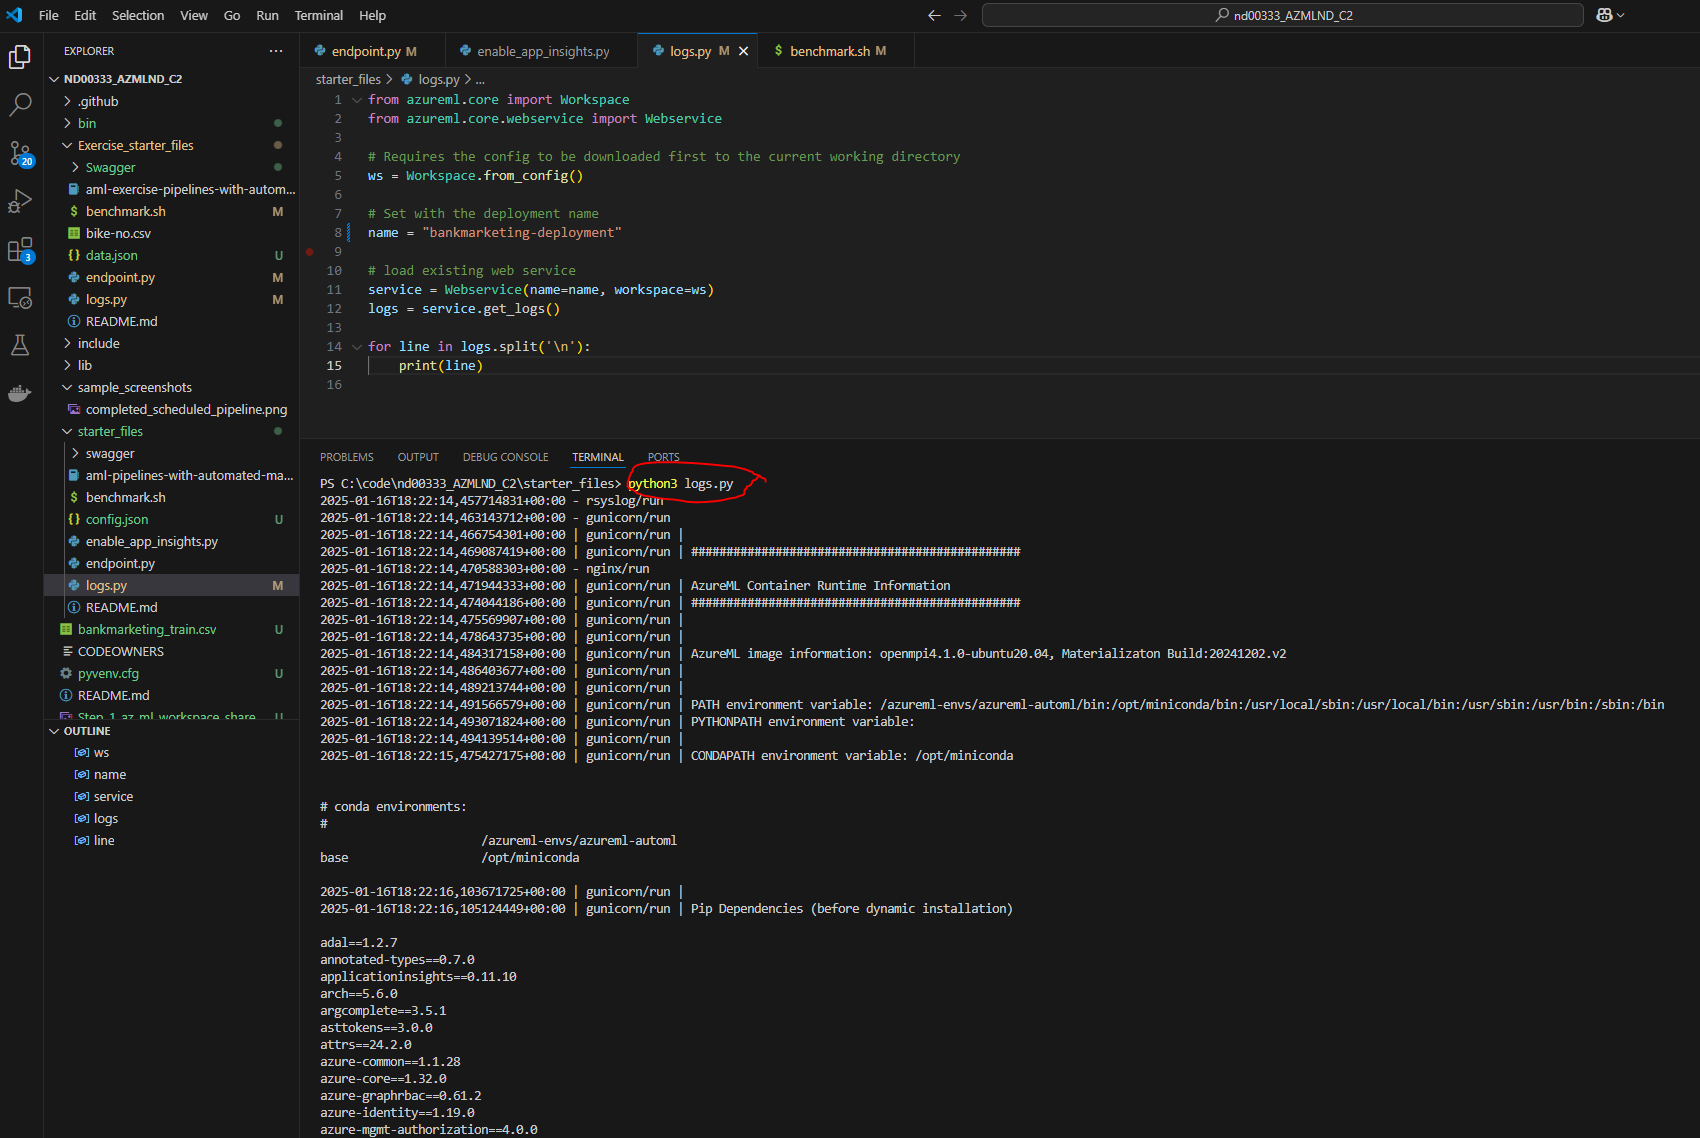 File Edit Selection View Go Run Terminal Help
nd00333_AZMLND_C2
EXPLORER
ND00333_AZMLND_C2
.github
bin
Exercise_starter_files
Swagger
aml-exercise-pipelines-with-autom...
benchmark.sh M
bike-no.csv
data.json U
endpoint.py M
logs.py M
README.md
include
lib
sample_screenshots
completed_scheduled_pipeline.png
starter_files
swagger
aml-pipelines-with-automated-ma...
benchmark.sh
config.json U
enable_app_insights.py
endpoint.py
logs.py M
README.md
bankmarketing_train.csv U
CODEOWNERS
pyvenv.cfg U
README.md
Step_1_az_ml_workspace_share U
OUTLINE
ws
name
service
logs
line
20
3
endpoint.py M enable_app_insights.py logs.py M benchmark.sh M
starter_files > logs.py > ...
1 from azureml.core import Workspace
2 from azureml.core.webservice import Webservice
3
4 # Requires the config to be downloaded first to the current working directory
5 ws = Workspace.from_config()
6
7 # Set with the deployment name
8 name = "bankmarketing-deployment"
9
10 # load existing web service
11 service = Webservice(name=name, workspace=ws)
12 logs = service.get_logs()
13
14 for line in logs.split('\n'):
15 print(line)
16
PROBLEMS OUTPUT DEBUG CONSOLE TERMINAL PORTS
PS C:\code\nd00333_AZMLND_C2\starter_files> python3 logs.py
2025-01-16T18:22:14,457714831+00:00 - rsyslog/run
2025-01-16T18:22:14,463143712+00:00 - gunicorn/run
2025-01-16T18:22:14,466754301+00:00 | gunicorn/run |
2025-01-16T18:22:14,469087419+00:00 | gunicorn/run | ###############################################
2025-01-16T18:22:14,470588303+00:00 - nginx/run
2025-01-16T18:22:14,471944333+00:00 | gunicorn/run | AzureML Container Runtime Information
2025-01-16T18:22:14,474044186+00:00 | gunicorn/run | ###############################################
2025-01-16T18:22:14,475569907+00:00 | gunicorn/run |
2025-01-16T18:22:14,478643735+00:00 | gunicorn/run |
2025-01-16T18:22:14,484317158+00:00 | gunicorn/run | AzureML image information: openmpi4.1.0-ubuntu20.04, Materializaton Build:20241202.v2
2025-01-16T18:22:14,486403677+00:00 | gunicorn/run |
2025-01-16T18:22:14,489213744+00:00 | gunicorn/run |
2025-01-16T18:22:14,491566579+00:00 | gunicorn/run | PATH environment variable: /azureml-envs/azureml-automl/bin:/opt/miniconda/bin:/usr/local/sbin:/usr/local/bin:/usr/sbin:/usr/bin:/sbin:/bin
2025-01-16T18:22:14,493071824+00:00 | gunicorn/run | PYTHONPATH environment variable:
2025-01-16T18:22:14,494139514+00:00 | gunicorn/run |
2025-01-16T18:22:15,475427175+00:00 | gunicorn/run | CONDAPATH environment variable: /opt/miniconda
# conda environments:
#
/azureml-envs/azureml-automl
base /opt/miniconda
2025-01-16T18:22:16,103671725+00:00 | gunicorn/run |
2025-01-16T18:22:16,105124449+00:00 | gunicorn/run | Pip Dependencies (before dynamic installation)
adal==1.2.7
annotated-types==0.7.0
applicationinsights==0.11.10
arch==5.6.0
argcomplete==3.5.1
asttokens==3.0.0
attrs==24.2.0
azure-common==1.1.28
azure-core==1.32.0
azure-graphrbac==0.61.2
azure-identity==1.19.0
azure-mgmt-authorization==4.0.0